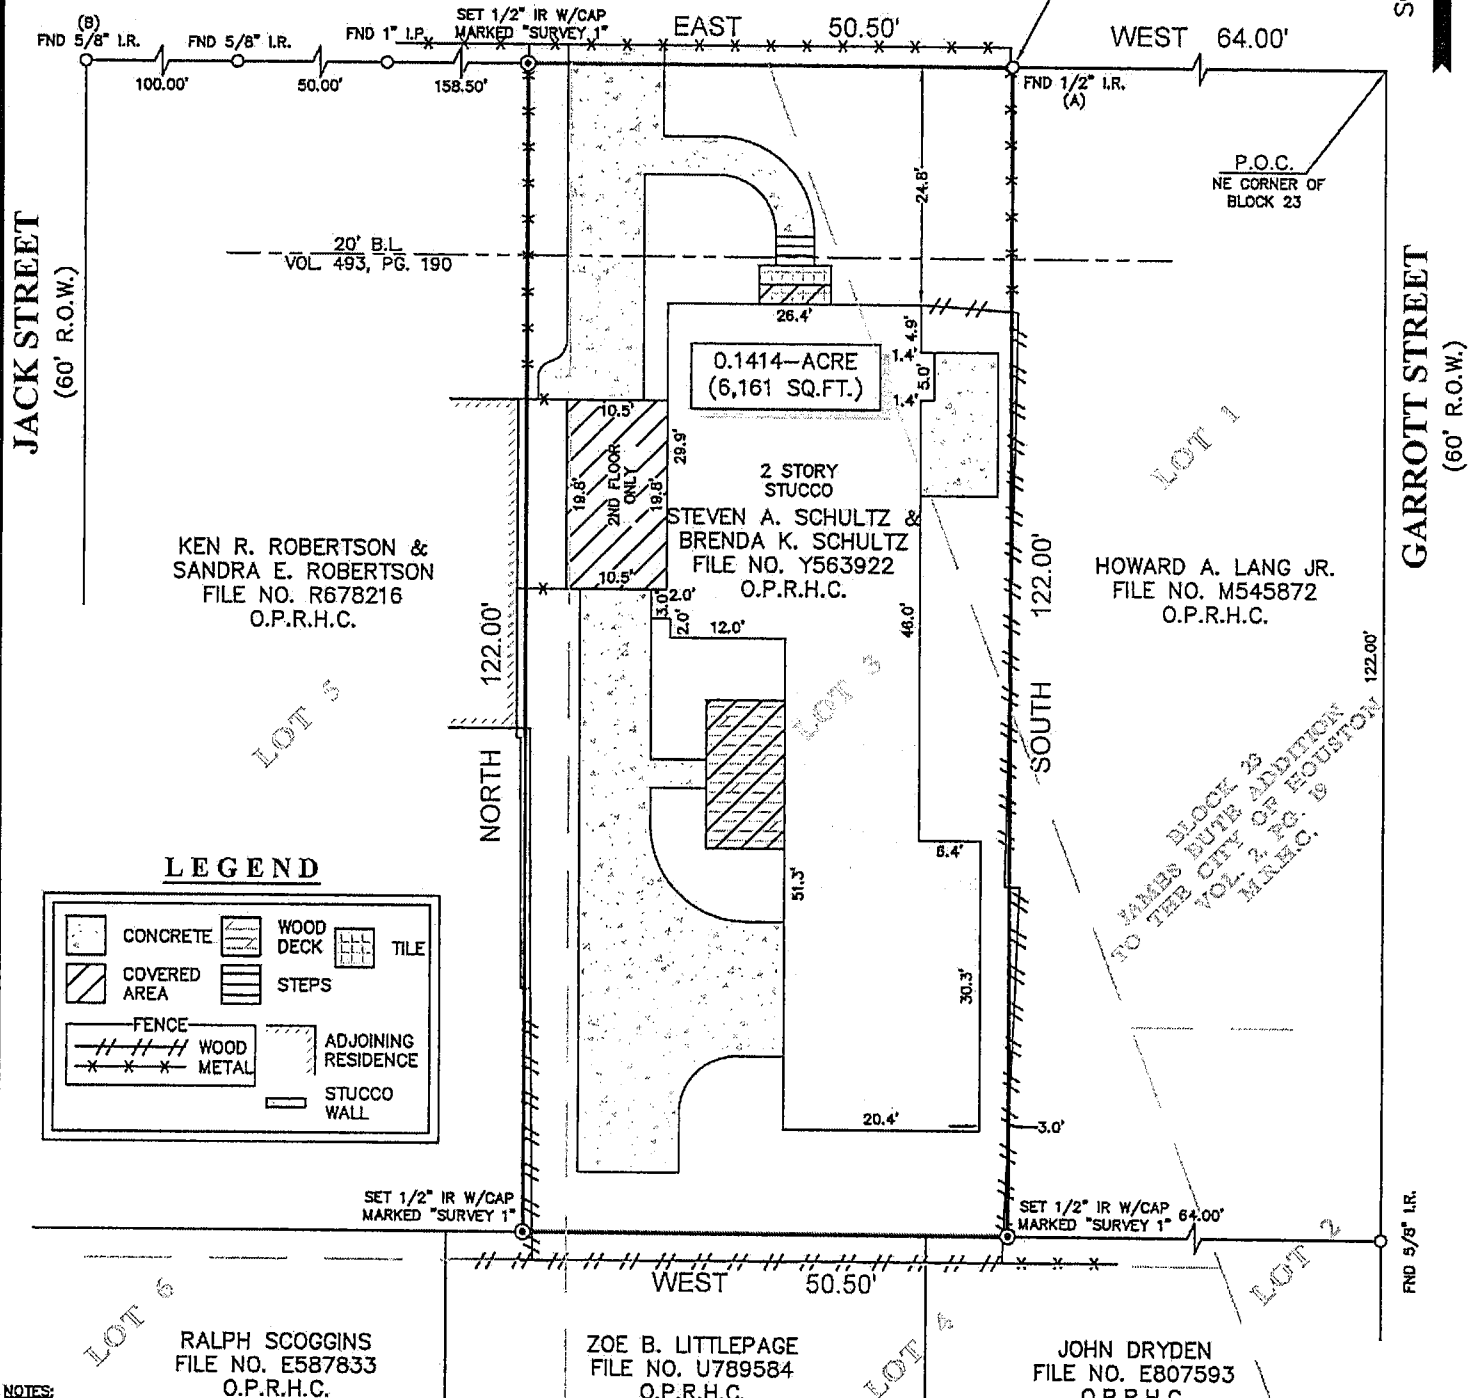 (B)
FND 5/8" I.R.
FND 5/8" I.R.
FND 1" I.P.
SET 1/2" IR W/CAP
MARKED "SURVEY 1"
EAST 50.50'
WEST 64.00'
100.00'
50.00'
158.50'
FND 1/2" I.R.
(A)
P.O.C.
NE CORNER OF
BLOCK 23
24.8'
20' B.L.
VOL. 493, PG. 190
JACK STREET
(60' R.O.W.)
GARROTT STREET
(60' R.O.W.)
26.4'
4.9'
1.4'
5.0'
1.4'
0.1414-ACRE
(6,161 SQ.FT.)
10.5'
29.9'
19.8'
2ND FLOOR
ONLY
19.8'
10.5'
2 STORY
STUCCO
STEVEN A. SCHULTZ &
BRENDA K. SCHULTZ
FILE NO. Y563922
O.P.R.H.C.
LOT 1
KEN R. ROBERTSON &
SANDRA E. ROBERTSON
FILE NO. R678216
O.P.R.H.C.
HOWARD A. LANG JR.
FILE NO. M545872
O.P.R.H.C.
NORTH 122.00'
SOUTH 122.00'
122.00'
3.0'
2.0'
2.0'
12.0'
46.0'
LOT 5
LOT 3
BLOCK 23
JAMES BUTE ADDITION
TO THE CITY OF HOUSTON
VOL. 2, PG. 19
M.R.H.C.
6.4'
51.3'
30.3'
20.4'
3.0'
LEGEND
CONCRETE
WOOD
DECK
TILE
COVERED
AREA
STEPS
FENCE
WOOD
METAL
ADJOINING
RESIDENCE
STUCCO
WALL
SET 1/2" IR W/CAP
MARKED "SURVEY 1"
SET 1/2" IR W/CAP
MARKED "SURVEY 1"
64.00'
FND 5/8" I.R.
WEST 50.50'
LOT 6
LOT 4
LOT 2
RALPH SCOGGINS
FILE NO. E587833
O.P.R.H.C.
ZOE B. LITTLEPAGE
FILE NO. U789584
O.P.R.H.C.
JOHN DRYDEN
FILE NO. E807593
O.P.R.H.C.
NOTES: